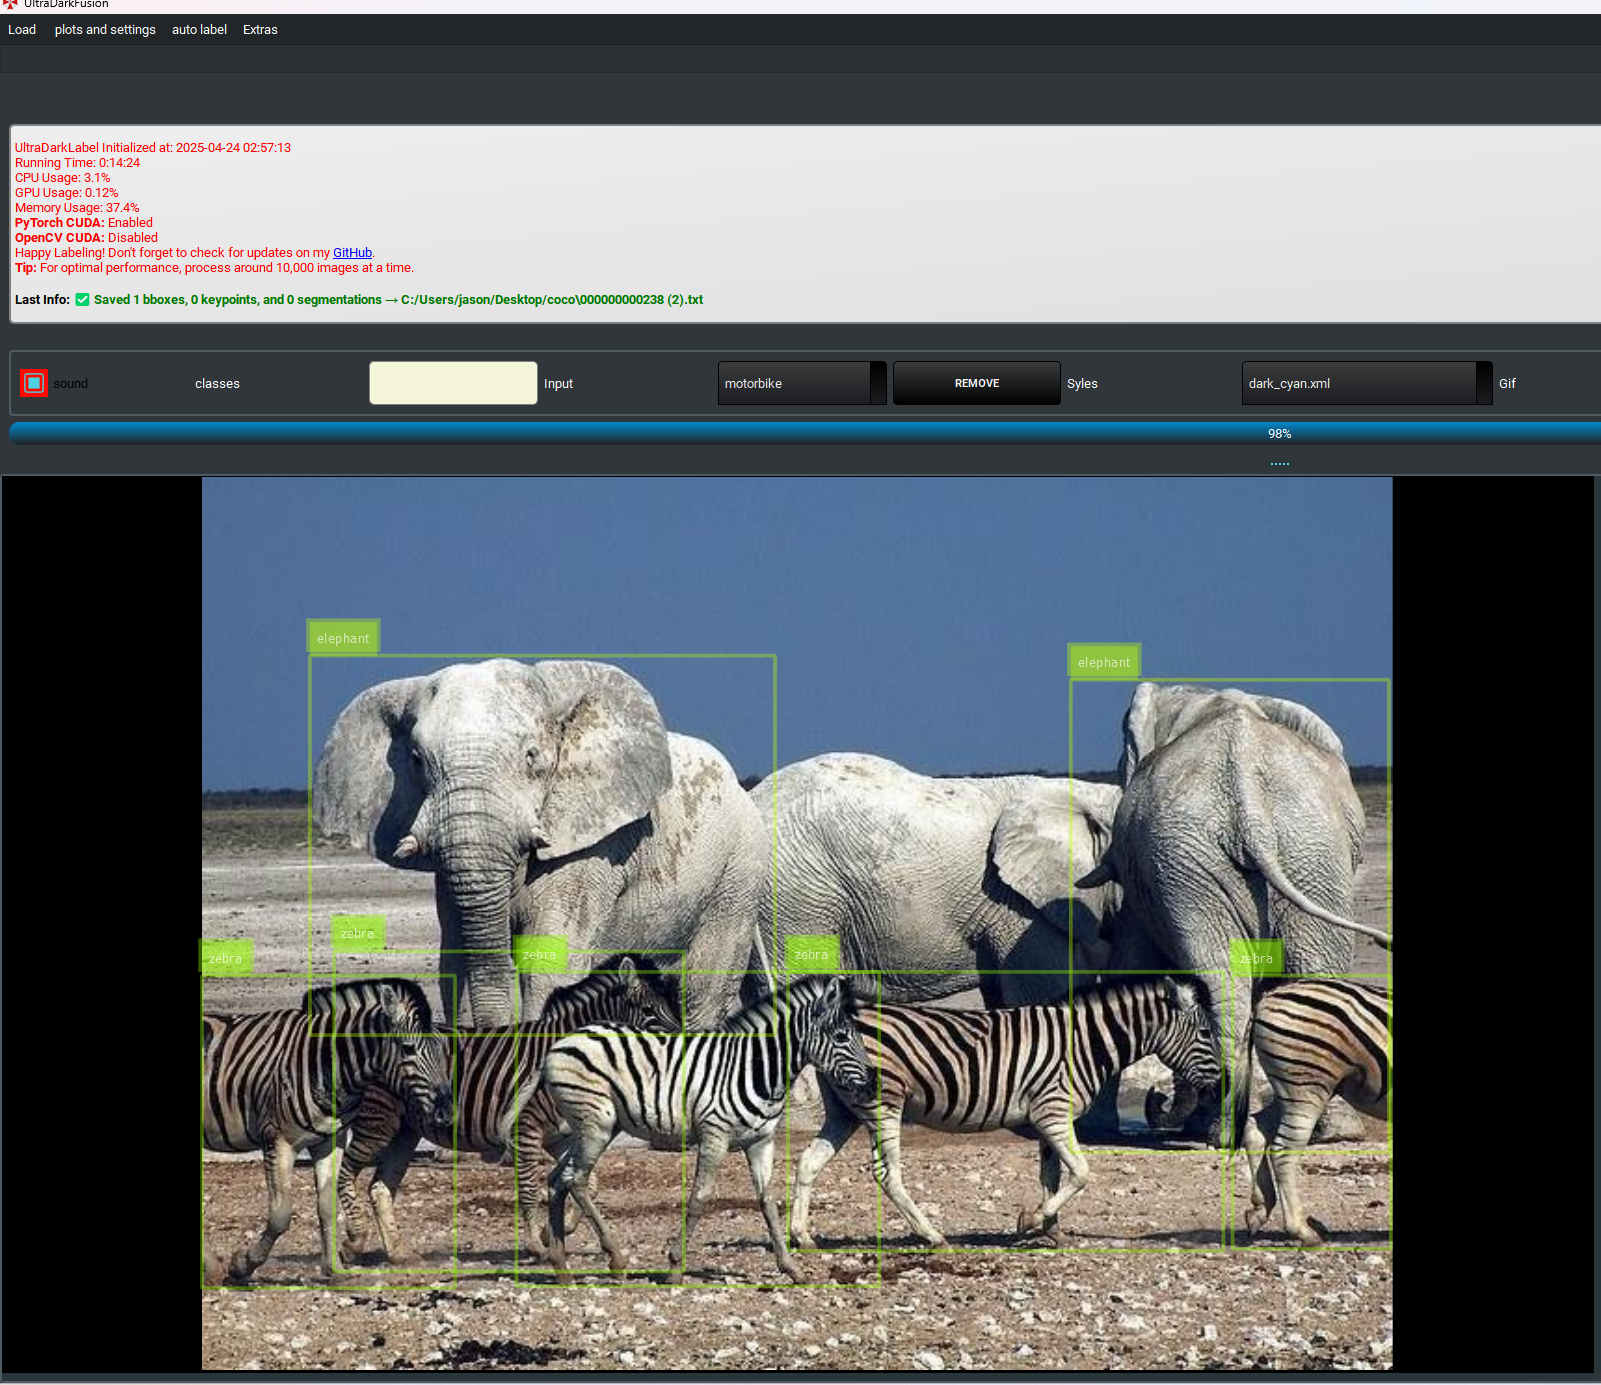 UltraDarkFusion
Load plots and settings auto label Extras
UltraDarkLabel Initialized at: 2025-04-24 02:57:13
Running Time: 0:14:24
CPU Usage: 3.1%
GPU Usage: 0.12%
Memory Usage: 37.4%
PyTorch CUDA: Enabled
OpenCV CUDA: Disabled
Happy Labeling! Don't forget to check for updates on my GitHub.
Tip: For optimal performance, process around 10,000 images at a time.
Last Info: ✅ Saved 1 bboxes, 0 keypoints, and 0 segmentations → C:/Users/jason/Desktop/coco\000000000238 (2).txt
sound classes Input motorbike REMOVE Syles dark_cyan.xml Gif
98%
.....
elephant
elephant
zebra
zebra
zebra
zebra
zebra